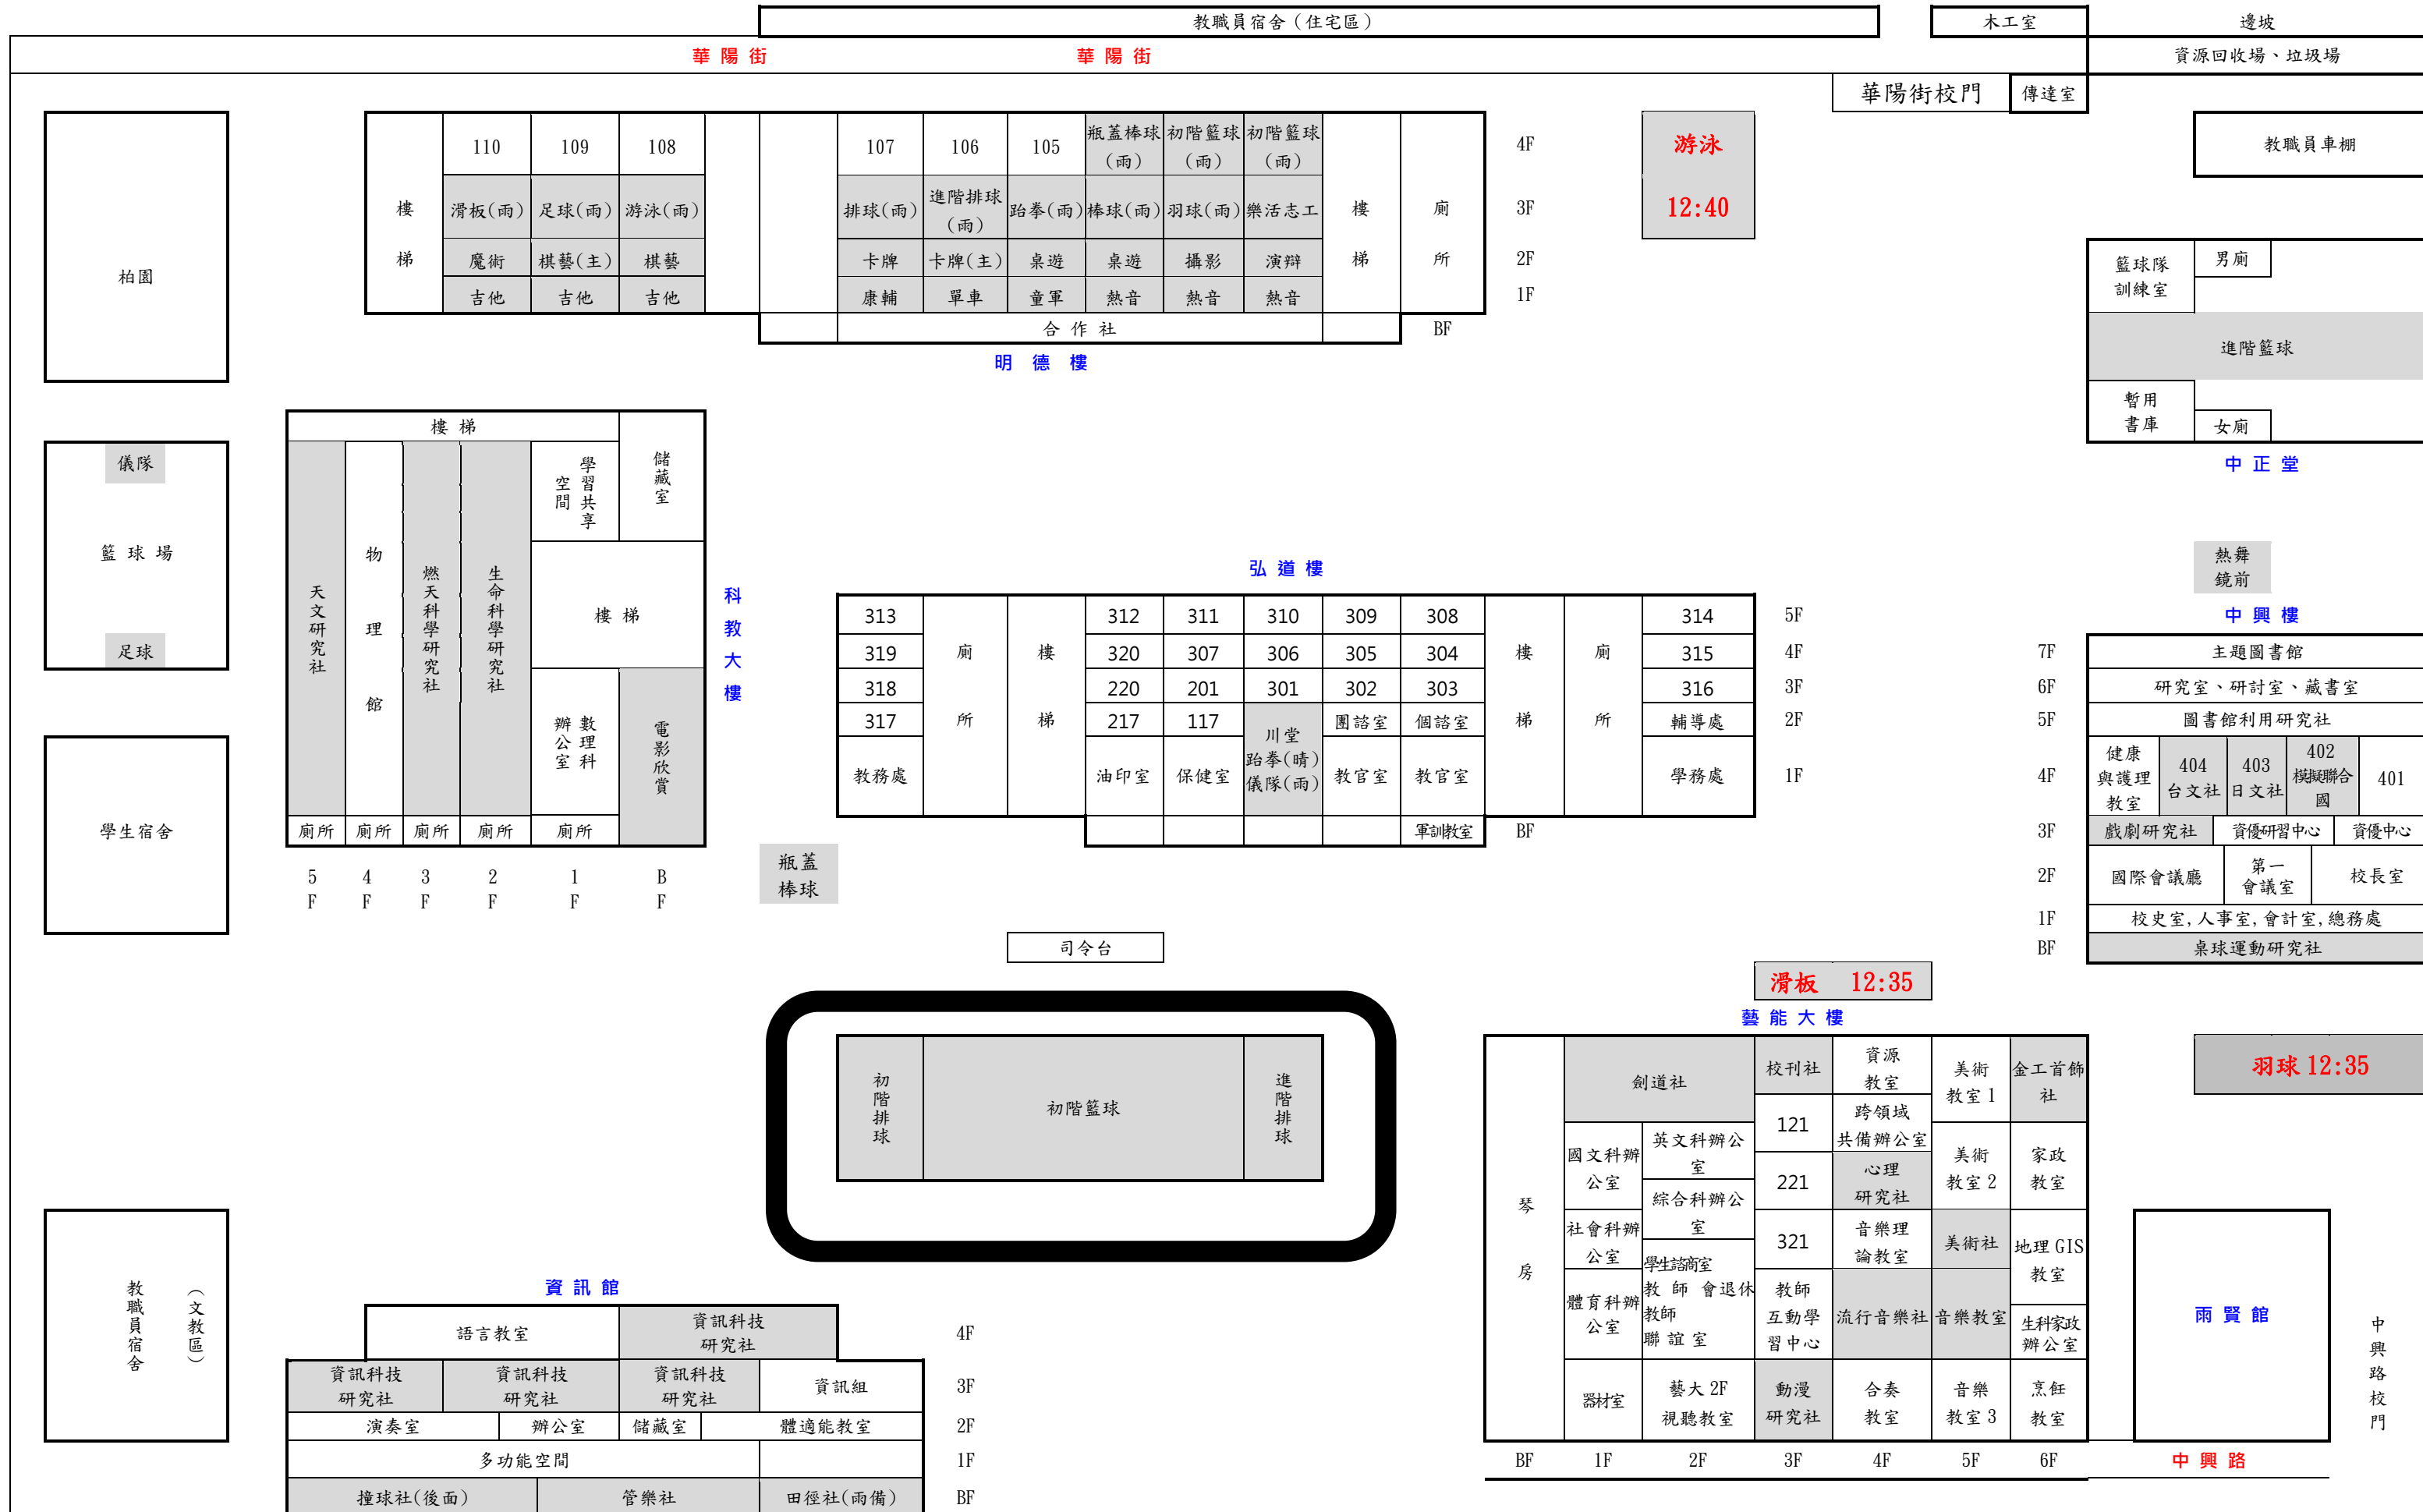 教職員宿舍（住宅區）
木工室
邊坡
華 陽 街
華 陽 街
資源回收場、垃圾場
華陽街校門
傳達室
柏園
樓
梯
110
109
108
107
106
105
瓶蓋棒球
(雨)
初階籃球
(雨)
初階籃球
(雨)
4F
滑板(雨)
足球(雨)
游泳(雨)
排球(雨)
進階排球
(雨)
跆拳(雨)
棒球(雨)
羽球(雨)
樂活志工
3F
魔術
棋藝(主)
棋藝
卡牌
卡牌(主)
桌遊
桌遊
攝影
演辯
2F
吉他
吉他
吉他
康輔
單車
童軍
熱音
熱音
熱音
1F
樓
梯
廁
所
合 作 社
BF
明 德 樓
游泳
12:40
教職員車棚
籃球隊
訓練室
男廁
進階籃球
暫用
書庫
女廁
中 正 堂
儀隊
籃 球 場
足球
學生宿舍
樓 梯
天文研究社
物理館
燃天科學研究社
生命科學研究社
學習共享
空間
儲藏室
樓 梯
數理科
辦公室
電影欣賞
廁所
廁所
廁所
廁所
廁所
5
F
4
F
3
F
2
F
1
F
B
F
科
教
大
樓
瓶蓋
棒球
弘 道 樓
313
312
311
310
309
308
314
5F
319
320
307
306
305
304
315
4F
318
220
201
301
302
303
316
3F
317
217
117
團諮室
個諮室
輔導處
2F
廁
所
樓
梯
樓
梯
廁
所
川堂
跆拳(晴)
儀隊(雨)
教務處
油印室
保健室
教官室
教官室
學務處
1F
軍訓教室
BF
熱舞
鏡前
中 興 樓
7F
主題圖書館
6F
研究室、研討室、藏書室
5F
圖書館利用研究社
4F
健康
與護理
教室
404
台文社
403
日文社
402
模擬聯合
國
401
3F
戲劇研究社
資優研習中心
資優中心
2F
國際會議廳
第一
會議室
校長室
1F
校史室,人事室,會計室,總務處
BF
桌球運動研究社
司令台
初階排球
初階籃球
進階排球
滑板 12:35
藝 能 大 樓
羽球 12:35
琴
房
劍道社
校刊社
資源
教室
美術
教室 1
金工首飾
社
國文科辦
公室
英文科辦公
室
121
跨領域
共備辦公室
綜合科辦公
室
221
心理
研究社
美術
教室 2
家政
教室
社會科辦
公室
321
音樂理
論教室
美術社
地理 GIS
教室
學生諮商室
教 師 會退休
教師
聯 誼 室
體育科辦
公室
教師
互動學
習中心
流行音樂社
音樂教室
生科家政
辦公室
器材室
藝大 2F
視聽教室
動漫
研究社
合奏
教室
音樂
教室 3
烹飪
教室
BF
1F
2F
3F
4F
5F
6F
雨 賢 館
中興路校門
中 興 路
教職員宿舍
（文教區）
資 訊 館
語言教室
資訊科技
研究社
4F
資訊科技
研究社
資訊科技
研究社
資訊科技
研究社
資訊組
3F
演奏室
辦公室
儲藏室
體適能教室
2F
多功能空間
1F
撞球社(後面)
管樂社
田徑社(雨備)
BF